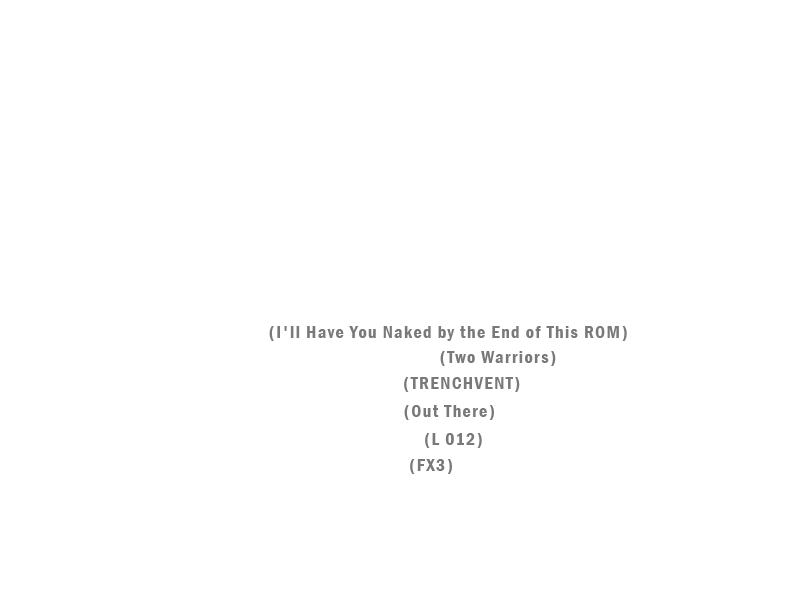 (I'll Have You Naked by the End of This ROM)
(Two Warriors)
(TRENCHVENT)
(Out There)
(L 012)
(FX3)